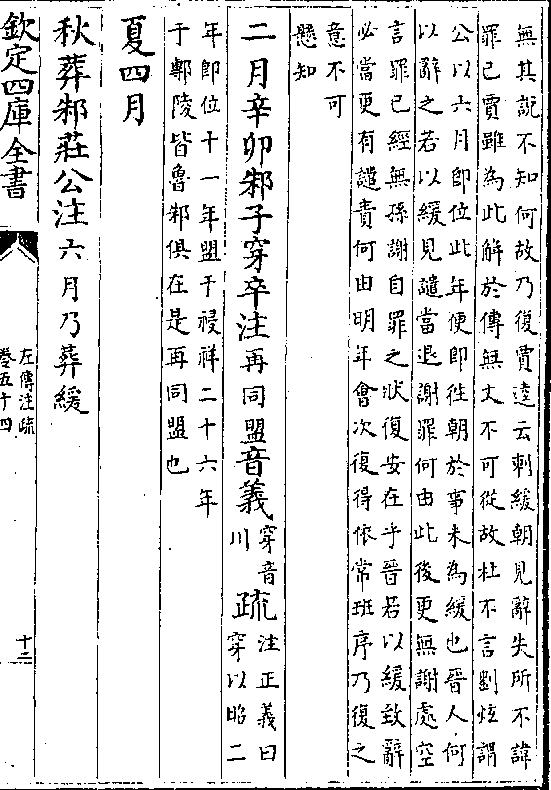 無其說不知何故乃復賈逵云刺緩朝見辭失所不諱
罪己賈雖為此解於傳無文不可從故杜不言劉炫謂
公以六月即位此年便即往朝於事未為緩也晉人何
以辭之若以緩見譴當退謝罪何由此後更無謝處空
言罪己經無孫謝自罪之狀復安在乎晉若以緩致辭
必當更有譴責何由明年會次復得依常班序乃復之
意不可
懸知
二月辛卯邾子穿卒注再同盟音義穿音
川
疏注正義曰
穿以昭二
年即位十一年盟于祲祥二十六年
于鄟陵皆魯邾俱在是再同盟也
夏四月
秋葬邾莊公注六月乃葬緩
欽定四庫全書
左傳注疏
卷五十四
十二